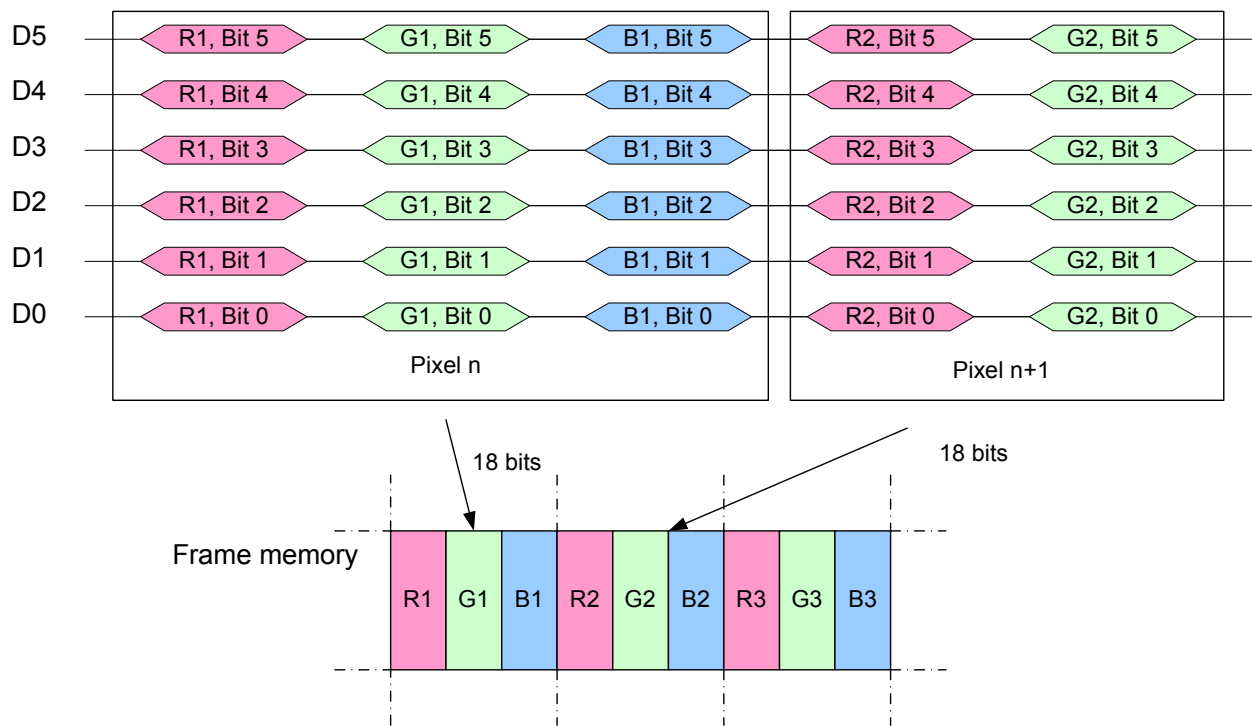 D5 R1, Bit 5 G1, Bit 5 B1, Bit 5 R2, Bit 5 G2, Bit 5
D4 R1, Bit 4 G1, Bit 4 B1, Bit 4 R2, Bit 4 G2, Bit 4
D3 R1, Bit 3 G1, Bit 3 B1, Bit 3 R2, Bit 3 G2, Bit 3
D2 R1, Bit 2 G1, Bit 2 B1, Bit 2 R2, Bit 2 G2, Bit 2
D1 R1, Bit 1 G1, Bit 1 B1, Bit 1 R2, Bit 1 G2, Bit 1
D0 R1, Bit 0 G1, Bit 0 B1, Bit 0 R2, Bit 0 G2, Bit 0
Pixel n Pixel n+1
18 bits 18 bits
Frame memory
R1 G1 B1 R2 G2 B2 R3 G3 B3